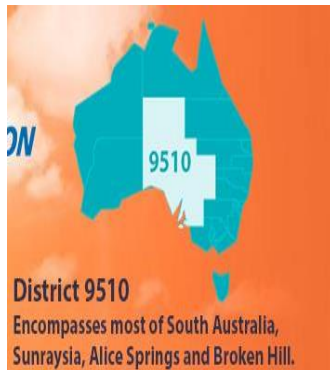 ON
9510
District 9510
Encompasses most of South Australia,
Sunraysia, Alice Springs and Broken Hill.